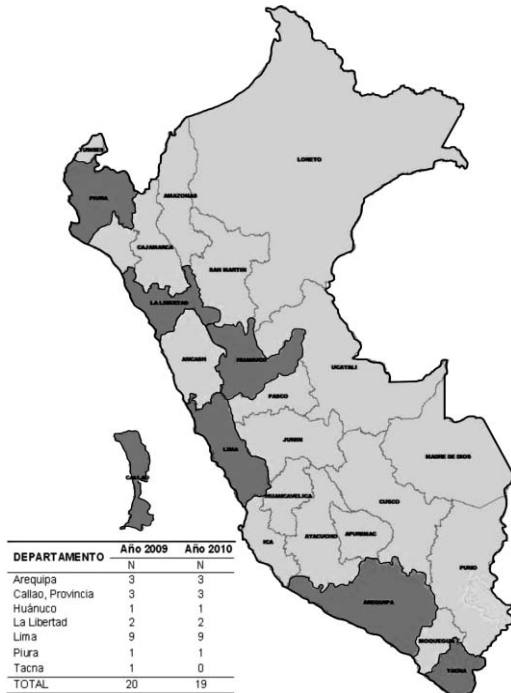 LORETO
TUMBES
PIURA
AMAZONAS
CAJAMARCA
SAN MARTIN
LA LIBERTAD
HUANUCO
ANCASH
UCAYALI
PASCO
LIMA
JUNIN
MADRE DE DIOS
CALLAO
HUANCAVELICA
CUSCO
ICA
AYACUCHO
APURIMAC
PUNO
AREQUIPA
MOQUEGUA
TACNA
DEPARTAMENTO Año 2009 Año 2010
N N
Arequipa 3 3
Callao, Provincia 3 3
Huánuco 1 1
La Libertad 2 2
Lima 9 9
Piura 1 1
Tacna 1 0
TOTAL 20 19